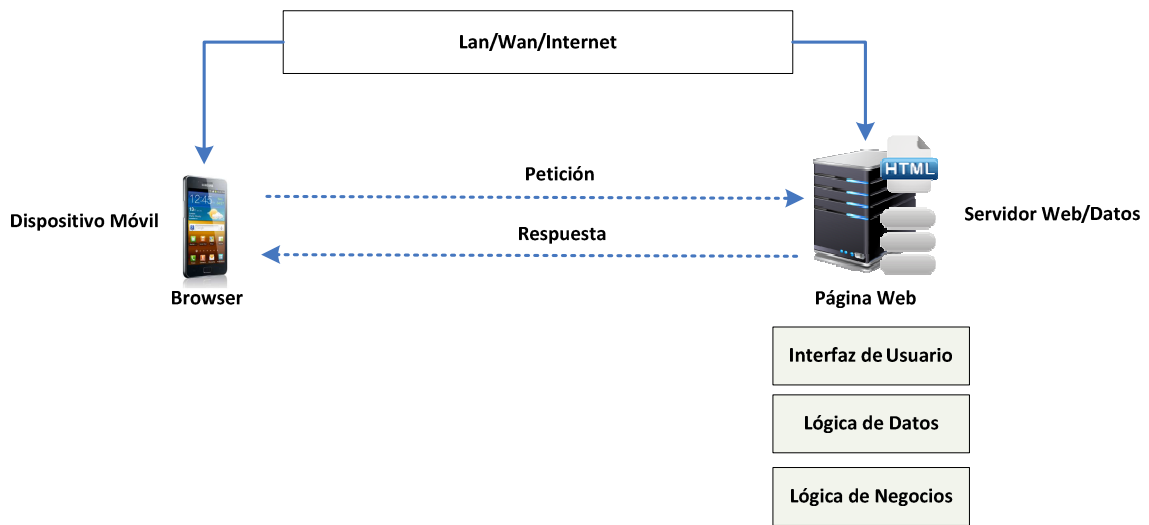 Lan/Wan/Internet
Petición
HTML
Dispositivo Móvil
Servidor Web/Datos
Respuesta
Browser
Página Web
Interfaz de Usuario
Lógica de Datos
Lógica de Negocios